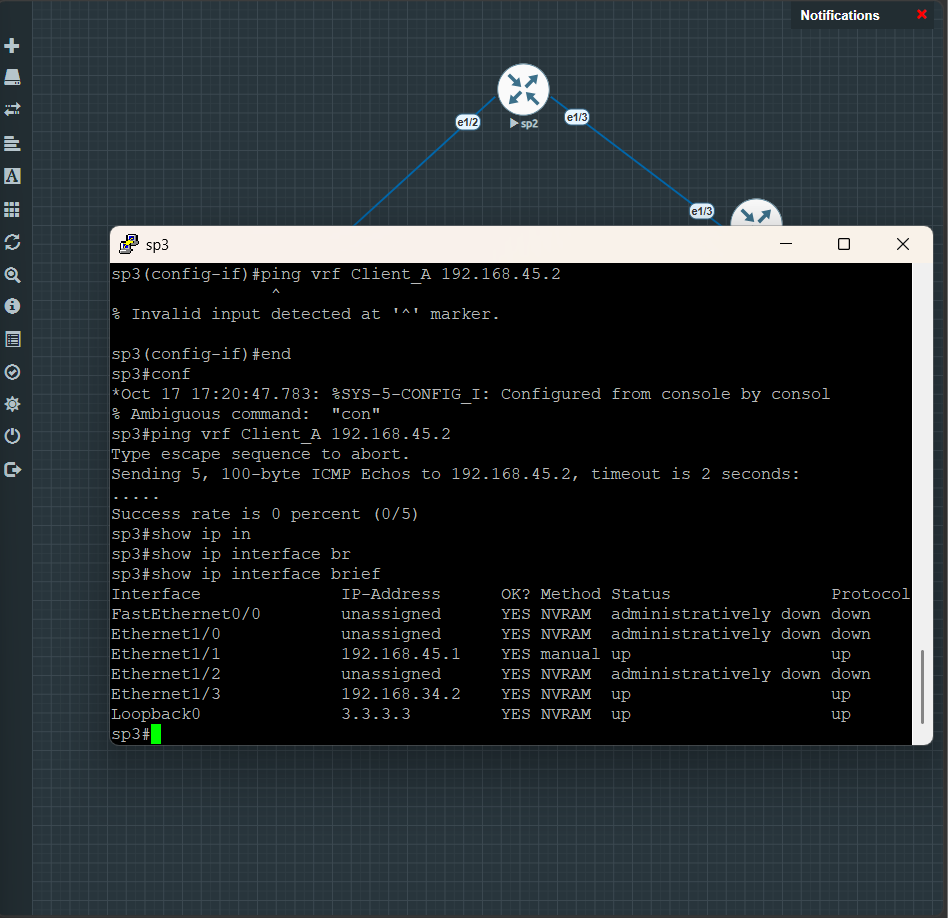 Notifications
e1/2
sp2
e1/3
e1/3
sp3
sp3(config-if)#ping vrf Client_A 192.168.45.2
^
% Invalid input detected at '^' marker.
sp3(config-if)#end
sp3#conf
*Oct 17 17:20:47.783: %SYS-5-CONFIG_I: Configured from console by consol
% Ambiguous command:  "con"
sp3#ping vrf Client_A 192.168.45.2
Type escape sequence to abort.
Sending 5, 100-byte ICMP Echos to 192.168.45.2, timeout is 2 seconds:
.....
Success rate is 0 percent (0/5)
sp3#show ip in
sp3#show ip interface br
sp3#show ip interface brief
Interface              IP-Address      OK? Method Status                Protocol
FastEthernet0/0        unassigned      YES NVRAM  administratively down down
Ethernet1/0            unassigned      YES NVRAM  administratively down down
Ethernet1/1            192.168.45.1    YES manual up                    up
Ethernet1/2            unassigned      YES NVRAM  administratively down down
Ethernet1/3            192.168.34.2    YES NVRAM  up                    up
Loopback0              3.3.3.3         YES NVRAM  up                    up
sp3#